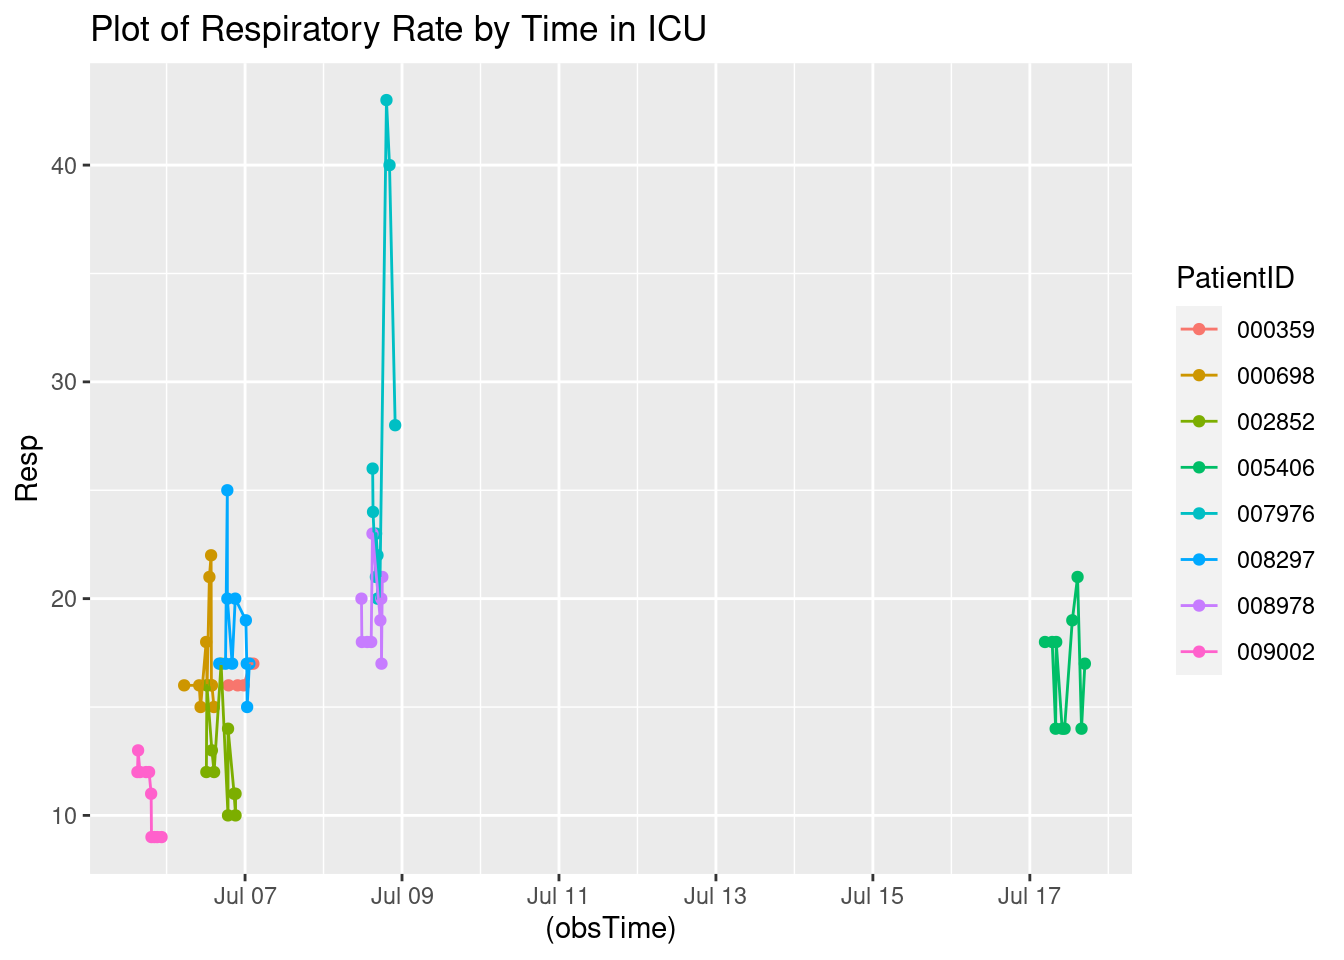 Plot of Respiratory Rate by Time in ICU
40
30
20
10
Resp
Jul 07
Jul 09
Jul 11
Jul 13
Jul 15
Jul 17
(obsTime)
PatientID
000359
000698
002852
005406
007976
008297
008978
009002